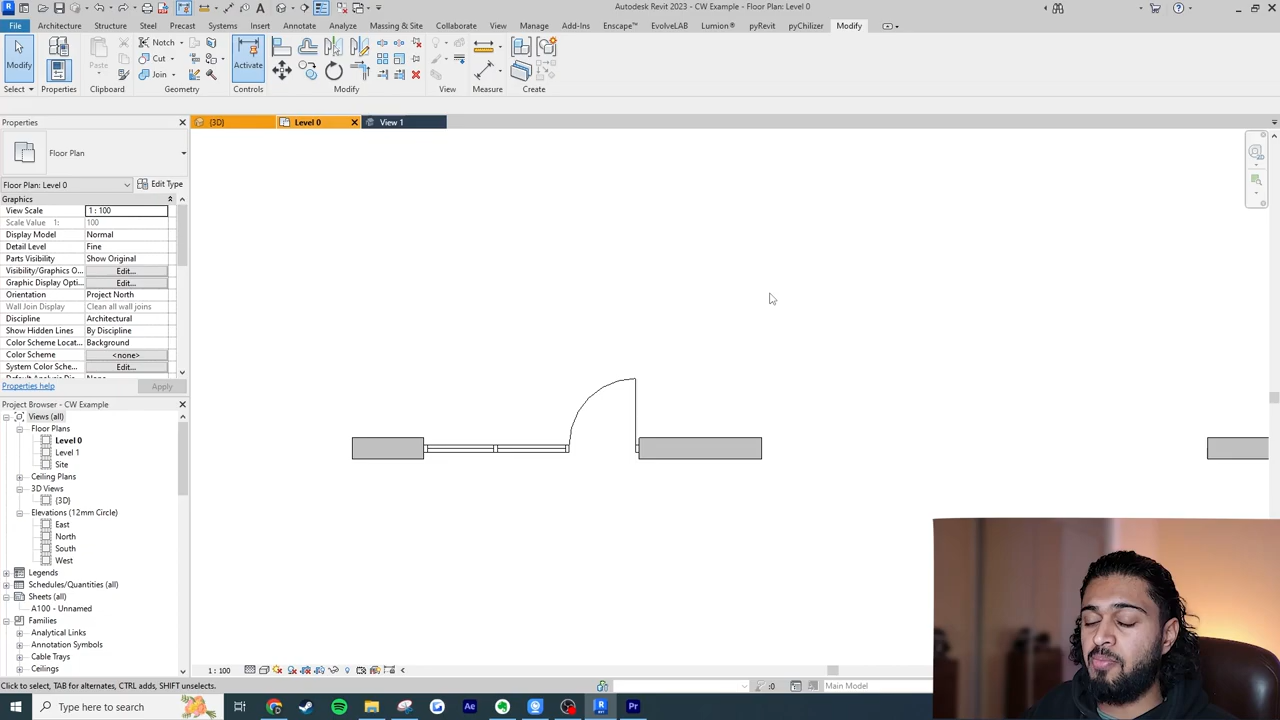 Autodesk Revit 2023 - CW Example - Floor Plan: Level 0
File Architecture Structure Steel Precast Systems Insert Annotate Analyze Massing & Site Collaborate View Manage Add-Ins Enscape™ EvolveLAB Lumion® pyRevit pyChilizer Modify
Modify Properties Paste Notch Cut Join Activate
Select Properties Clipboard Geometry Controls Modify View Measure Create
Properties
{3D} Level 0 View 1
Floor Plan
Floor Plan: Level 0 Edit Type
Graphics
View Scale 1 : 100
Scale Value 1: 100
Display Model Normal
Detail Level Fine
Parts Visibility Show Original
Visibility/Graphics O... Edit...
Graphic Display Opti... Edit...
Orientation Project North
Wall Join Display Clean all wall joins
Discipline Architectural
Show Hidden Lines By Discipline
Color Scheme Locat... Background
Color Scheme <none>
System Color Sche... Edit...
Properties help Apply
Project Browser - CW Example
Views (all)
Floor Plans
Level 0
Level 1
Site
Ceiling Plans
3D Views
{3D}
Elevations (12mm Circle)
East
North
South
West
Legends
Schedules/Quantities (all)
Sheets (all)
A100 - Unnamed
Families
Analytical Links
Annotation Symbols
Cable Trays
Ceilings
1 : 100
Click to select, TAB for alternates, CTRL adds, SHIFT unselects. :0 Main Model
Type here to search